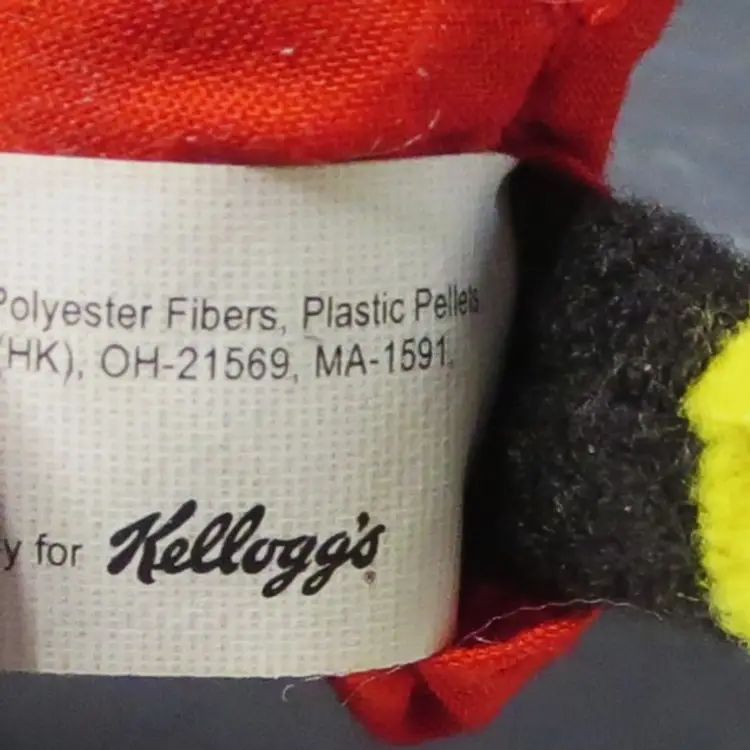 Polyester Fibers, Plastic Pellets
(HK), OH-21569, MA-1591.
y for Kellogg's®